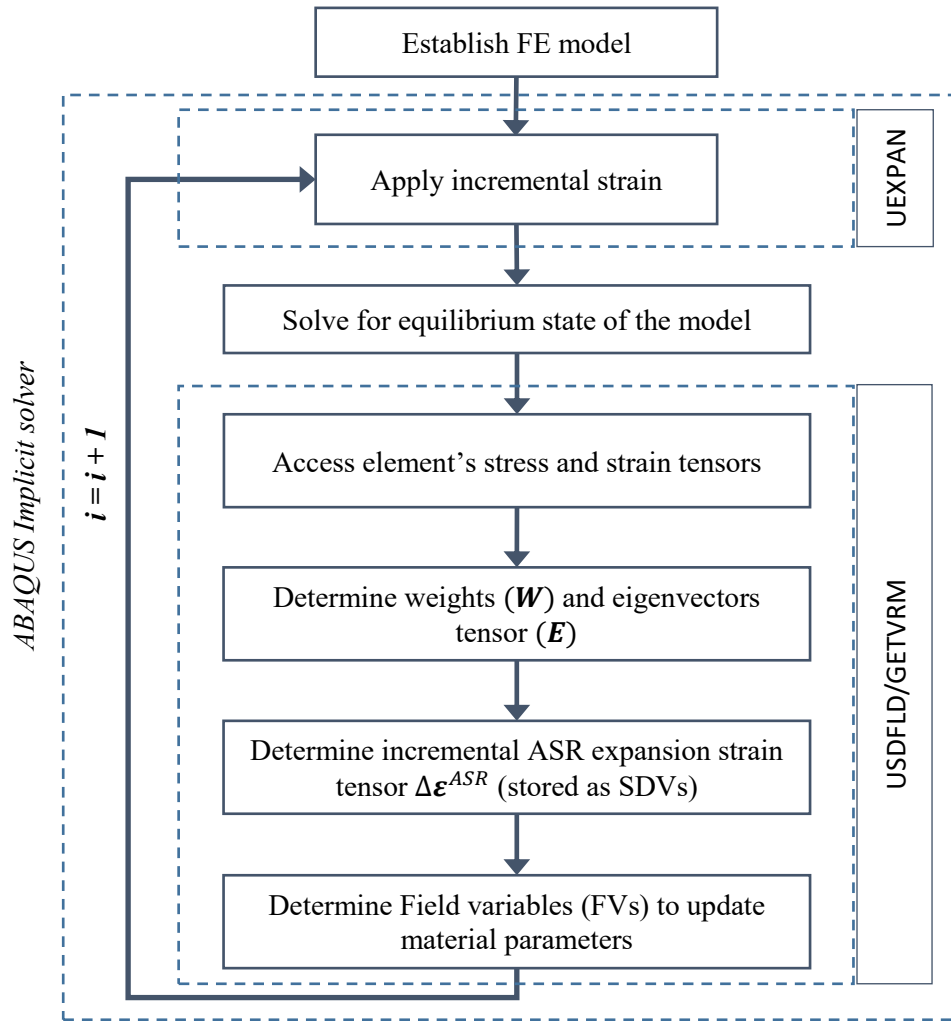 Establish FE model
UEXPAN
Apply incremental strain
Solve for equilibrium state of the model
ABAQUS Implicit solver
i = i + 1
USDFLD/GETVRM
Access element’s stress and strain tensors
Determine weights (W) and eigenvectors
tensor (E)
Determine incremental ASR expansion strain
tensor Δε^ASR (stored as SDVs)
Determine Field variables (FVs) to update
material parameters